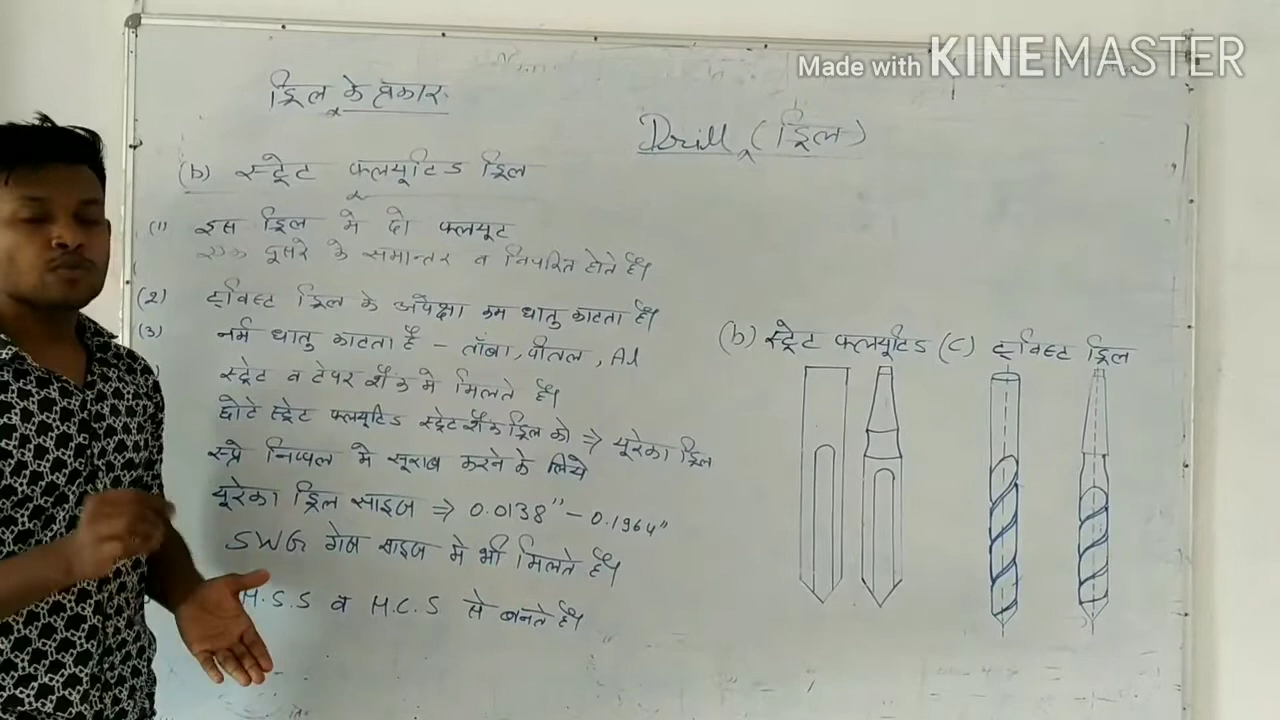 Made with KINEMASTER
ड्रिल के प्रकार
Drill (ड्रिल)
(b) स्ट्रेट फ्लयूटिड ड्रिल
(1) इस ड्रिल मे दो फ्लयूट
एक दूसरे के समान्तर व विपरित होते है।
(2) ट्विस्ट ड्रिल के अपेक्षा कम धातु काटता है।
(3) नर्म धातु काटता है - ताँबा, पीतल, Al
स्ट्रेट व टेपर शैंक मे मिलते है।
छोटे स्ट्रेट फ्लयूटिड स्ट्रेट शैंक ड्रिल को ⇒ यूरेका ड्रिल
स्प्रे निप्पल मे सूराख करने के लिये
यूरेका ड्रिल साइज ⇒ 0.0138" - 0.1964"
SWG गेज साइज मे भी मिलते है।
H.S.S व H.C.S से बनते है।
(b) स्ट्रेट फ्लयूटिड (C) ट्विस्ट ड्रिल